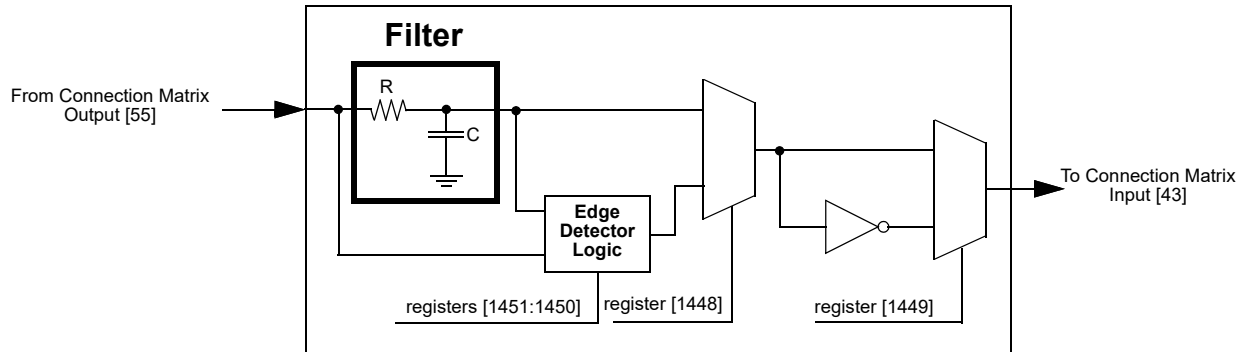 Filter
R
C
From Connection Matrix
Output [55]
Edge
Detector
Logic
To Connection Matrix
Input [43]
registers [1451:1450]
register [1448]
register [1449]